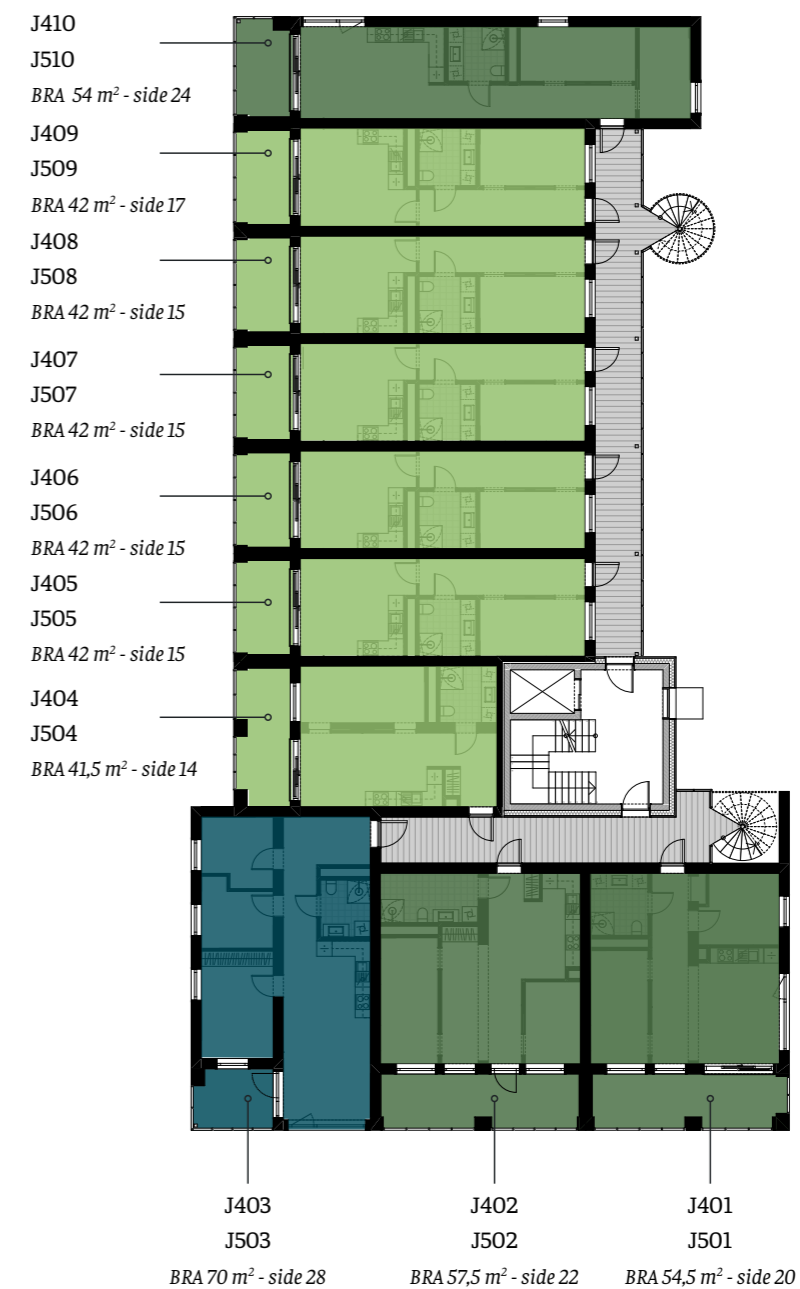 J410
J510
BRA 54 m² - side 24
J409
J509
BRA 42 m² - side 17
J408
J508
BRA 42 m² - side 15
J407
J507
BRA 42 m² - side 15
J406
J506
BRA 42 m² - side 15
J405
J505
BRA 42 m² - side 15
J404
J504
BRA 41,5 m² - side 14
J403
J503
BRA 70 m² - side 28
J402
J502
BRA 57,5 m² - side 22
J401
J501
BRA 54,5 m² - side 20